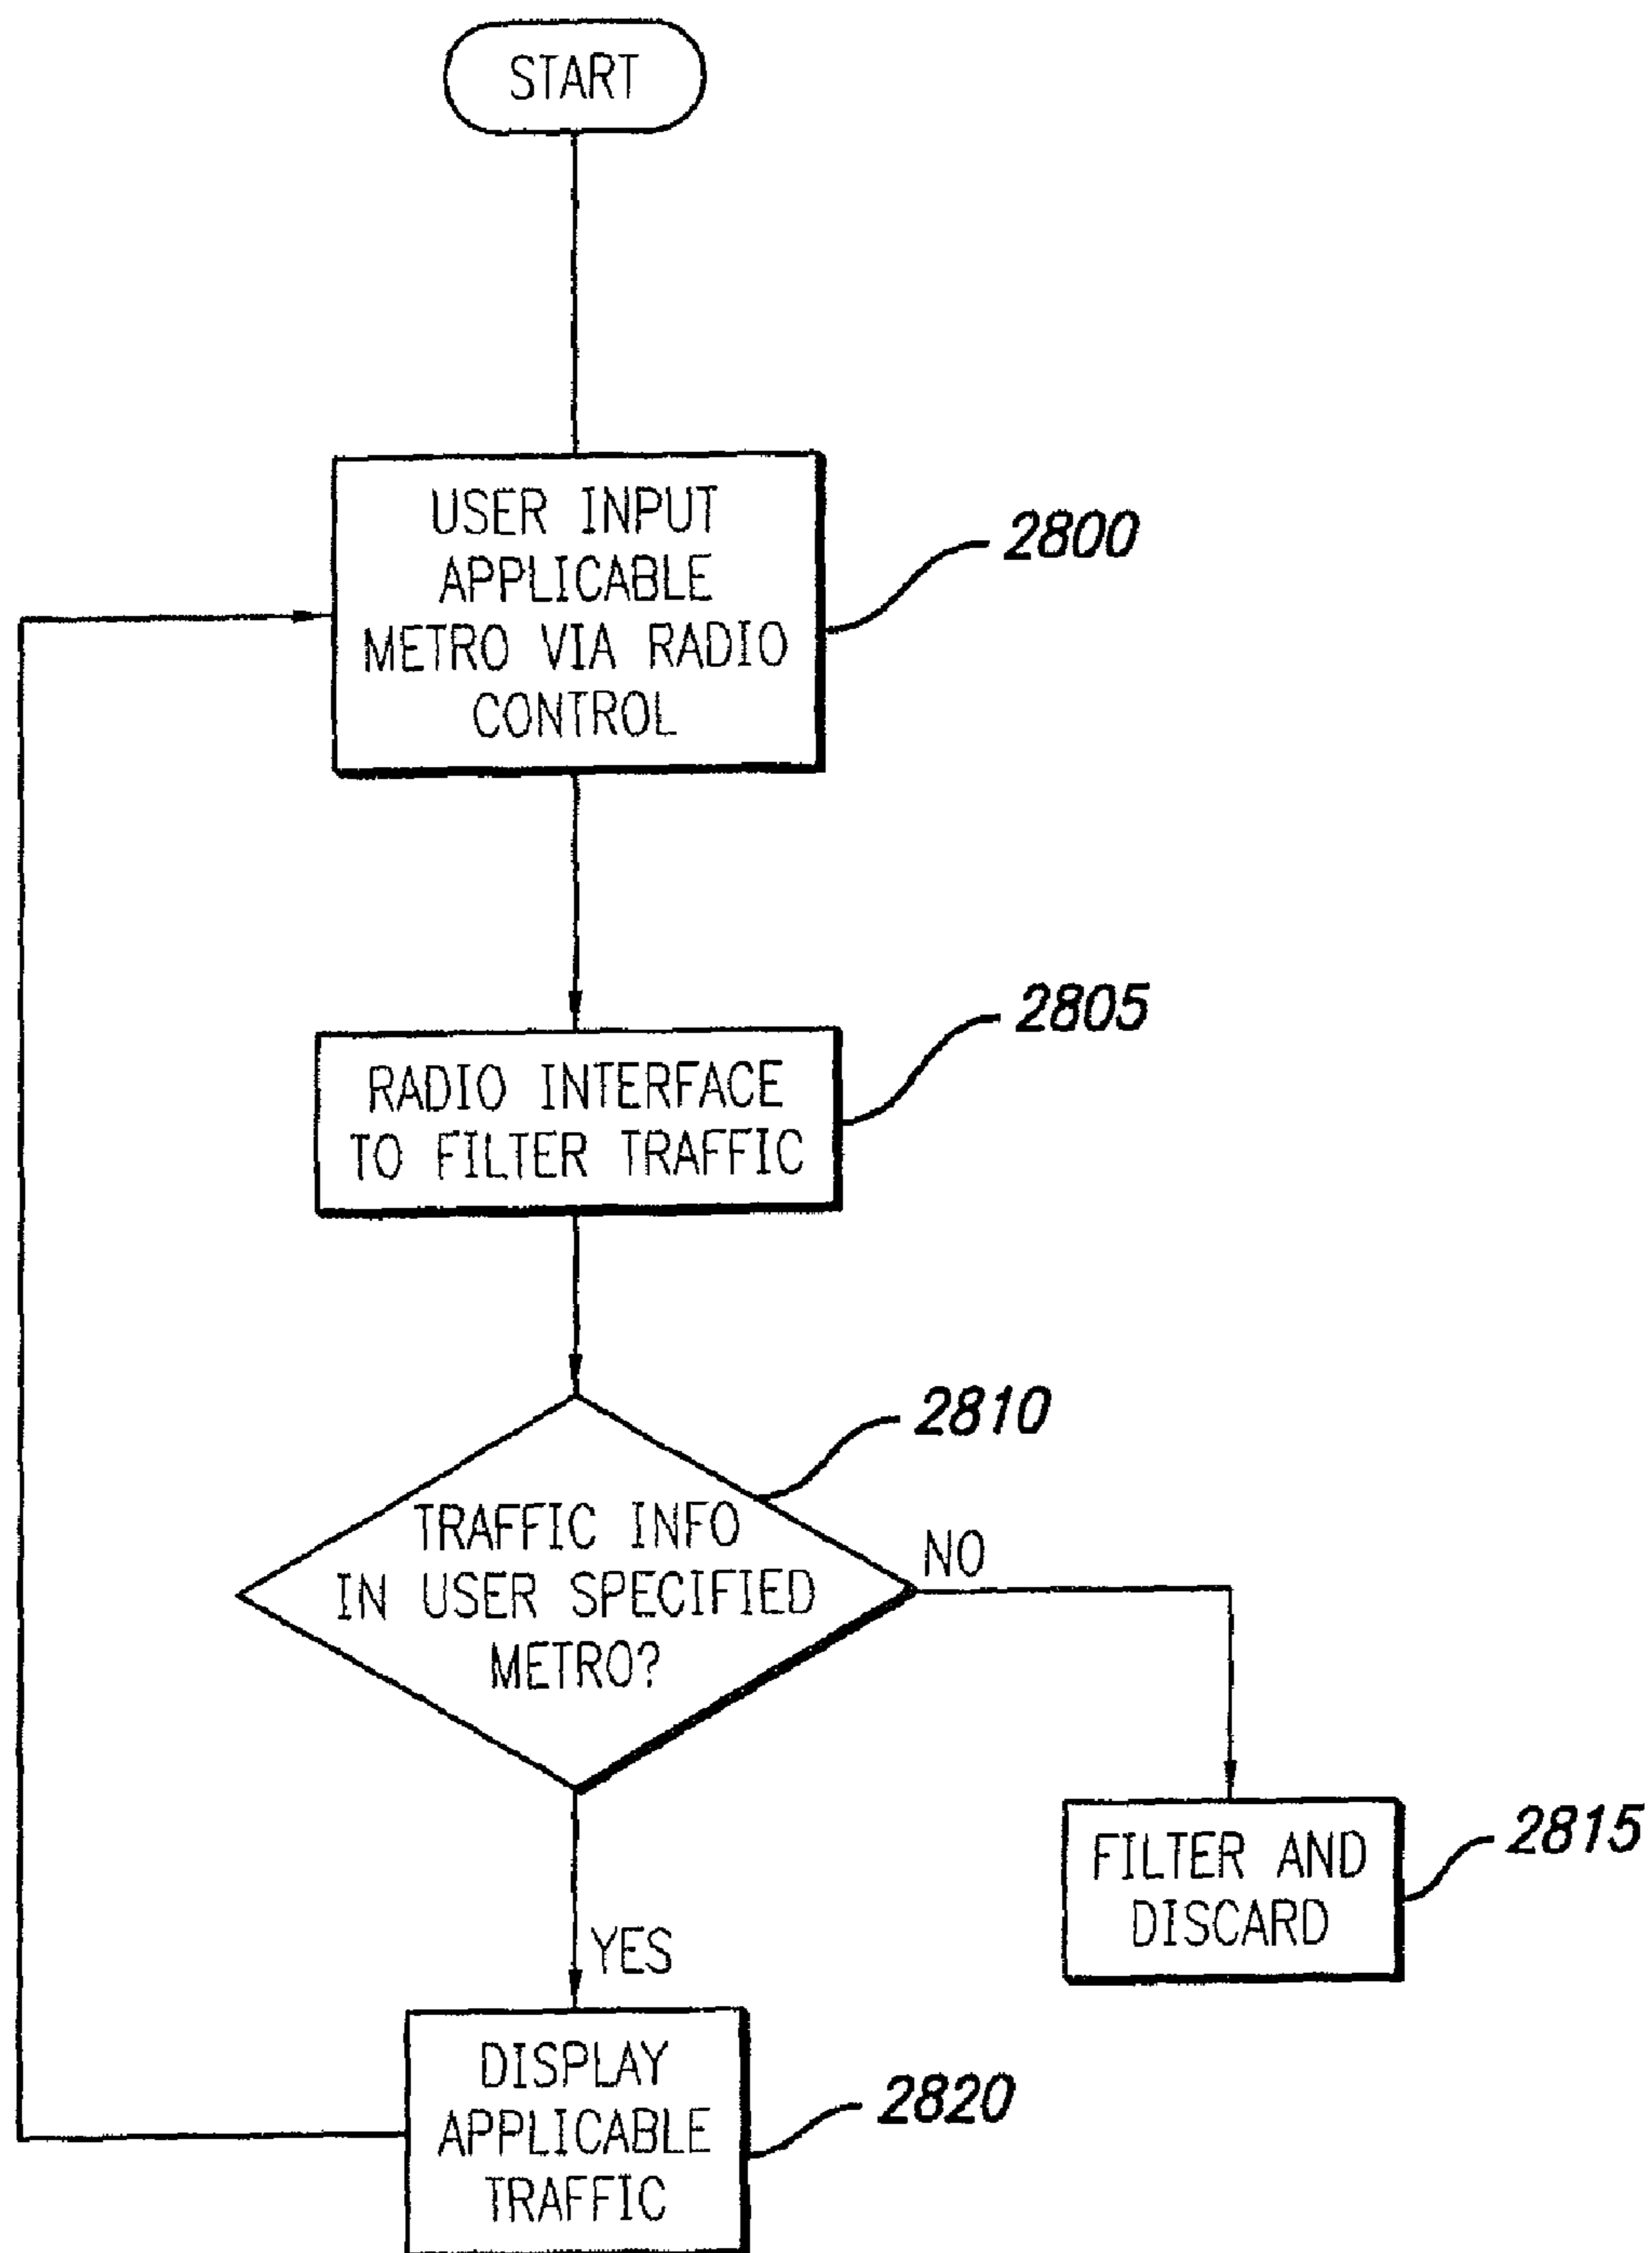 START
USER INPUT
APPLICABLE
METRO VIA RADIO
CONTROL
2800
RADIO INTERFACE
TO FILTER TRAFFIC
2805
TRAFFIC INFO
IN USER SPECIFIED
METRO?
2810
NO
FILTER AND
DISCARD
2815
YES
DISPLAY
APPLICABLE
TRAFFIC
2820